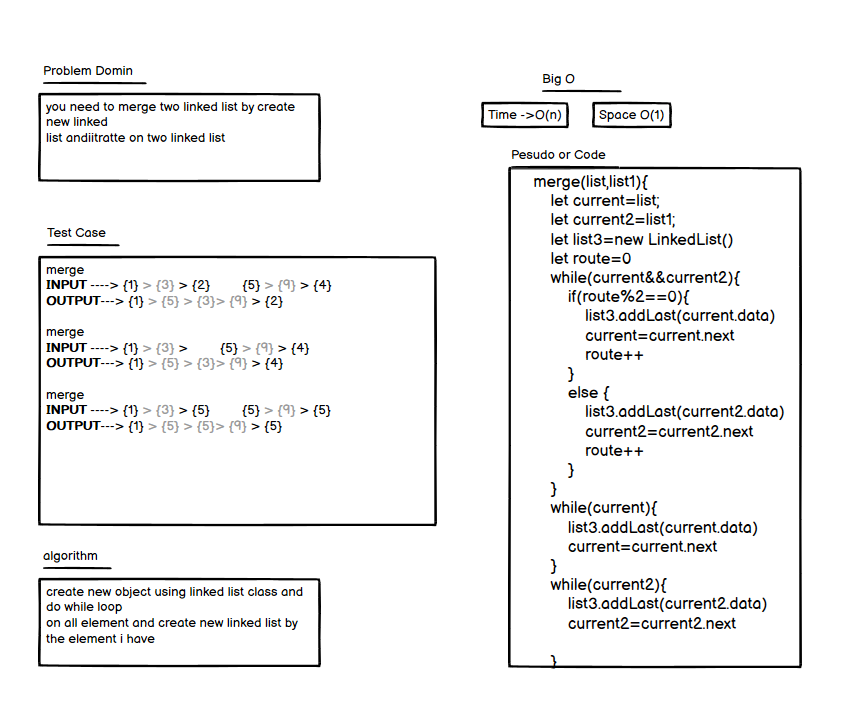 Problem Domin
you need to merge two linked list by create
new linked
list andiitratte on two linked list
Test Case
merge
INPUT ----> {1} > {3} > {2} {5} > {9} > {4}
OUTPUT---> {1} > {5} > {3}> {9} > {2}
merge
INPUT ----> {1} > {3} > {5} > {9} > {4}
OUTPUT---> {1} > {5} > {3}> {9} > {4}
merge
INPUT ----> {1} > {3} > {5} {5} > {9} > {5}
OUTPUT---> {1} > {5} > {5}> {9} > {5}
algorithm
create new object using linked list class and
do while loop
on all element and create new linked list by
the element i have
Big O
Time ->O(n)
Space O(1)
Pesudo or Code
merge(list,list1){
let current=list;
let current2=list1;
let list3=new LinkedList()
let route=0
while(current&&current2){
if(route%2==0){
list3.addLast(current.data)
current=current.next
route++
}
else {
list3.addLast(current2.data)
current2=current2.next
route++
}
}
while(current){
list3.addLast(current.data)
current=current.next
}
while(current2){
list3.addLast(current2.data)
current2=current2.next
}